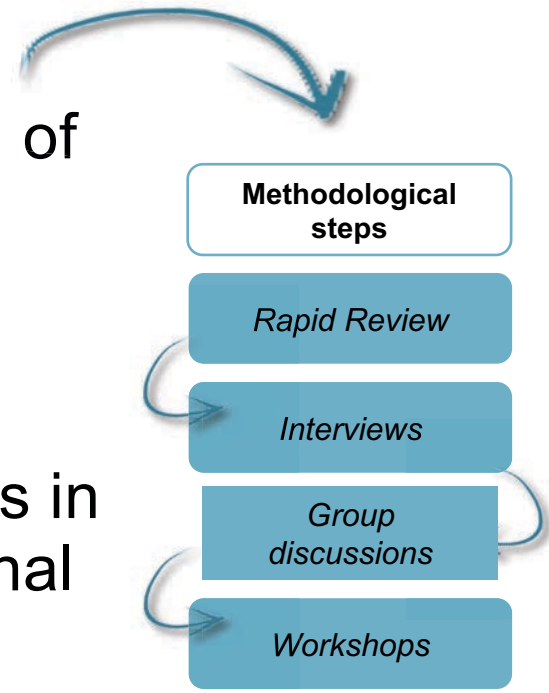 of
Methodological
steps
Rapid Review
Interviews
s in
Group
discussions
nal
Workshops